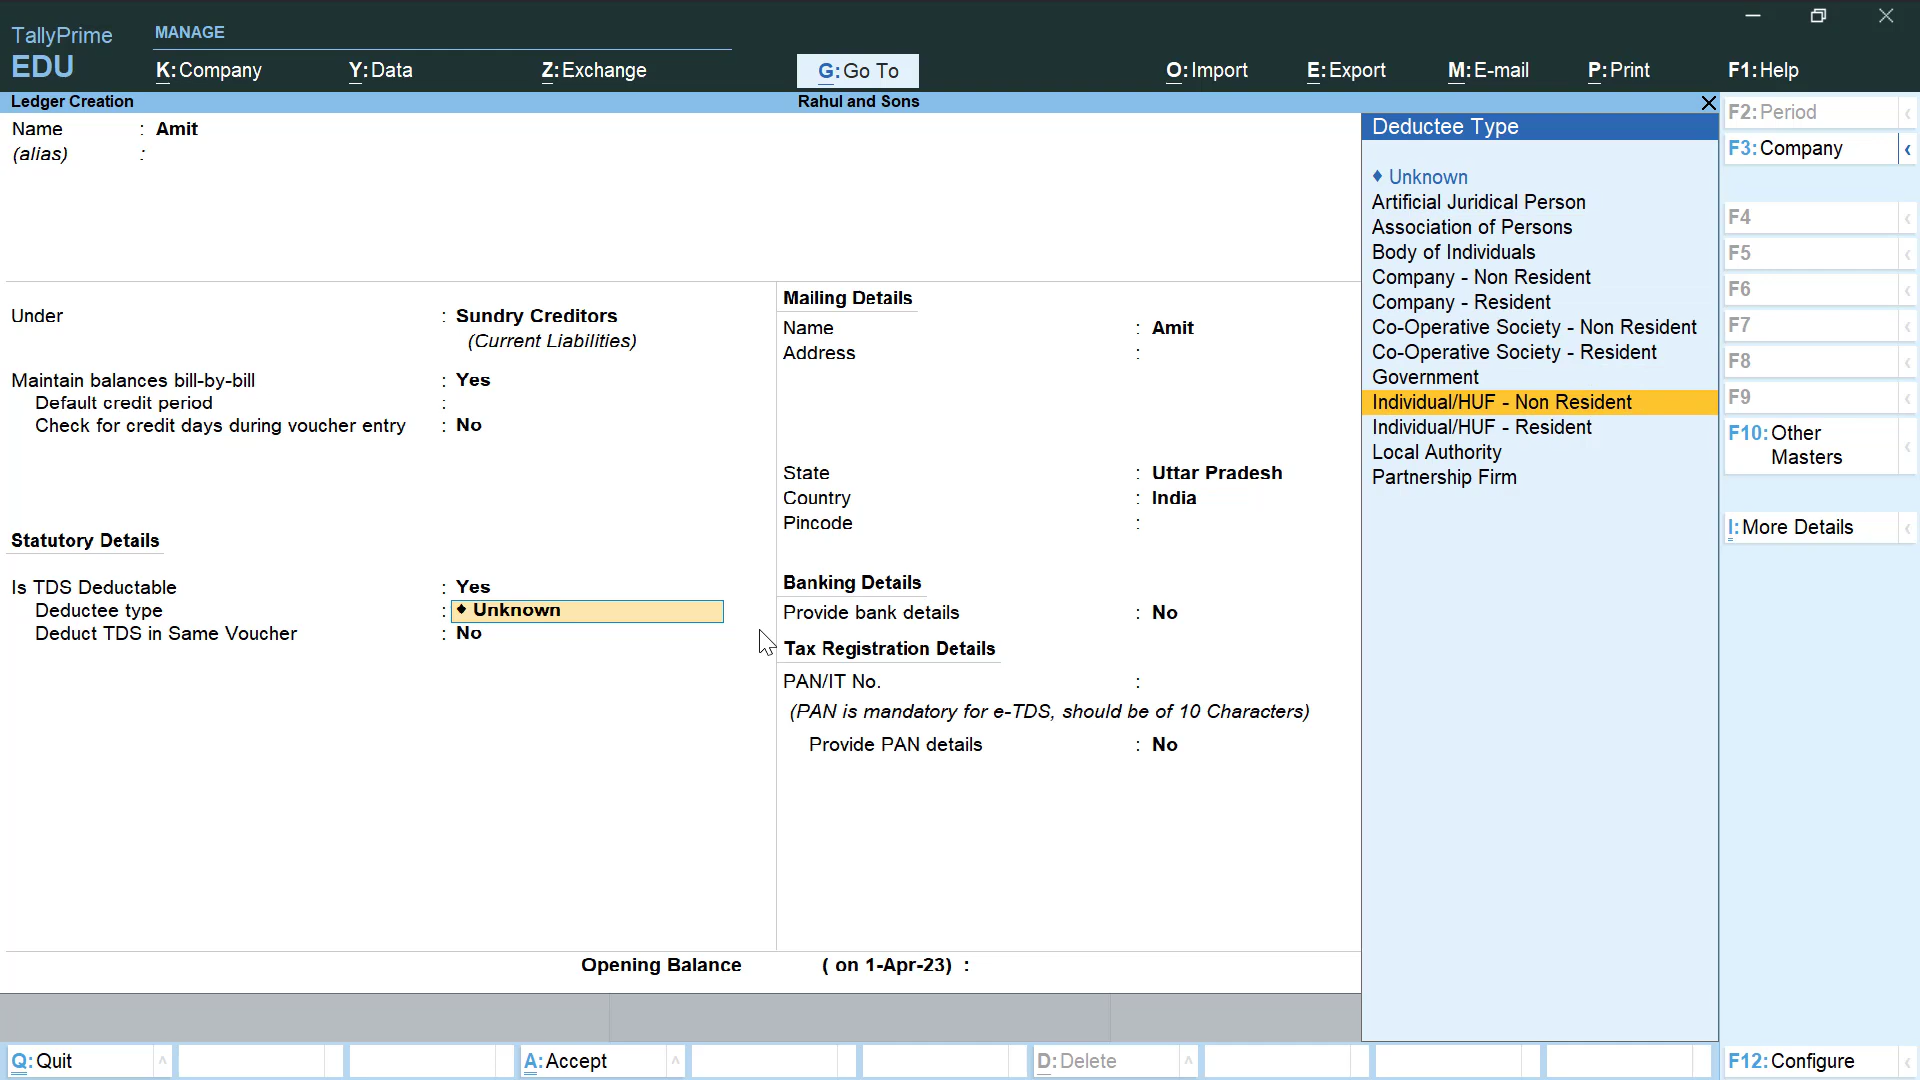 TallyPrime
EDU
MANAGE
K:Company Y:Data Z:Exchange G:Go To O:Import E:Export M:E-mail P:Print F1:Help
Ledger Creation Rahul and Sons
Name : Amit
(alias) :
Under : Sundry Creditors
(Current Liabilities)
Maintain balances bill-by-bill : Yes
Default credit period :
Check for credit days during voucher entry : No
Statutory Details
Is TDS Deductable : Yes
Deductee type : ♦ Unknown
Deduct TDS in Same Voucher : No
Mailing Details
Name : Amit
Address :
State : Uttar Pradesh
Country : India
Pincode :
Banking Details
Provide bank details : No
Tax Registration Details
PAN/IT No. :
(PAN is mandatory for e-TDS, should be of 10 Characters)
Provide PAN details : No
Opening Balance ( on 1-Apr-23) :
Deductee Type
♦ Unknown
Artificial Juridical Person
Association of Persons
Body of Individuals
Company - Non Resident
Company - Resident
Co-Operative Society - Non Resident
Co-Operative Society - Resident
Government
Individual/HUF - Non Resident
Individual/HUF - Resident
Local Authority
Partnership Firm
F2:Period
F3:Company
F4
F5
F6
F7
F8
F9
F10:Other
Masters
I:More Details
Q:Quit A:Accept D:Delete F12:Configure